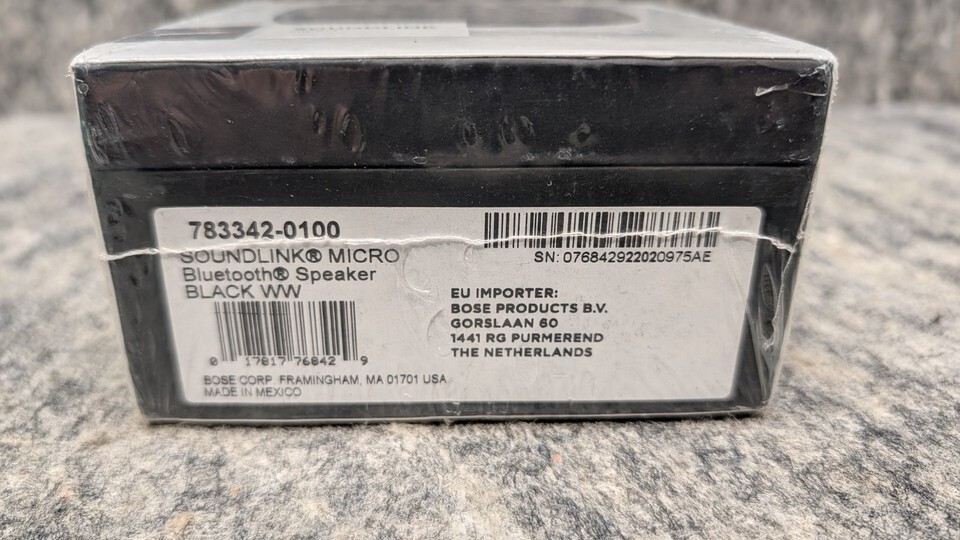 SOUNDLINK
783342-0100
SOUNDLINK® MICRO
Bluetooth® Speaker
BLACK WW
0 17817 76842 9
BOSE CORP. FRAMINGHAM, MA 01701 USA
MADE IN MEXICO
SN: 076842922020975AE
EU IMPORTER:
BOSE PRODUCTS B.V.
GORSLAAN 60
1441 RG PURMEREND
THE NETHERLANDS